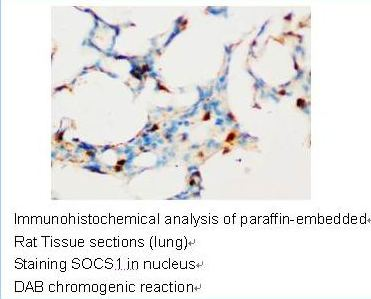 Immunohistochemical analysis of paraffin-embedded
Rat Tissue sections (lung)
Staining SOCS1.in nucleus
DAB chromogenic reaction